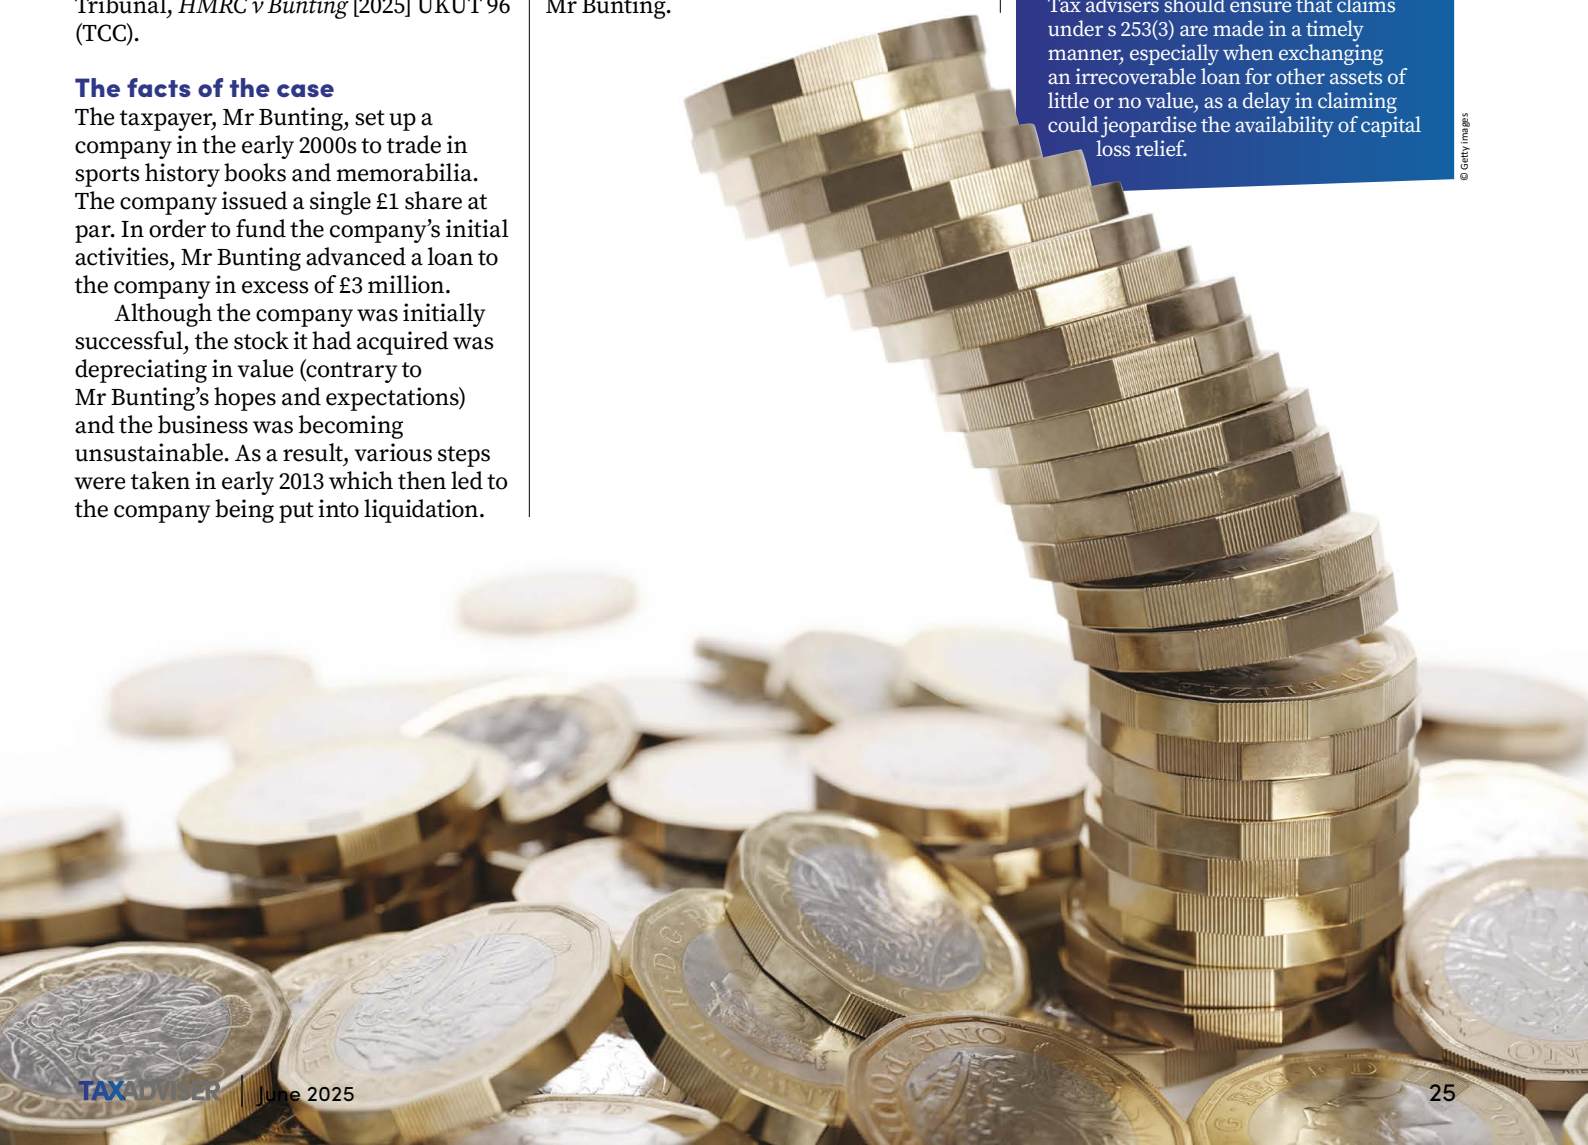 Tribunal, HMRC v Bunting [2025] UKUT 96
(TCC).
The facts of the case
The taxpayer, Mr Bunting, set up a
company in the early 2000s to trade in
sports history books and memorabilia.
The company issued a single £1 share at
par. In order to fund the company’s initial
activities, Mr Bunting advanced a loan to
the company in excess of £3 million.
Although the company was initially
successful, the stock it had acquired was
depreciating in value (contrary to
Mr Bunting’s hopes and expectations)
and the business was becoming
unsustainable. As a result, various steps
were taken in early 2013 which then led to
the company being put into liquidation.
Mr Bunting.
Tax advisers should ensure that claims
under s 253(3) are made in a timely
manner, especially when exchanging
an irrecoverable loan for other assets of
little or no value, as a delay in claiming
could jeopardise the availability of capital
loss relief.
© Getty images
TAXADVISER | June 2025
25